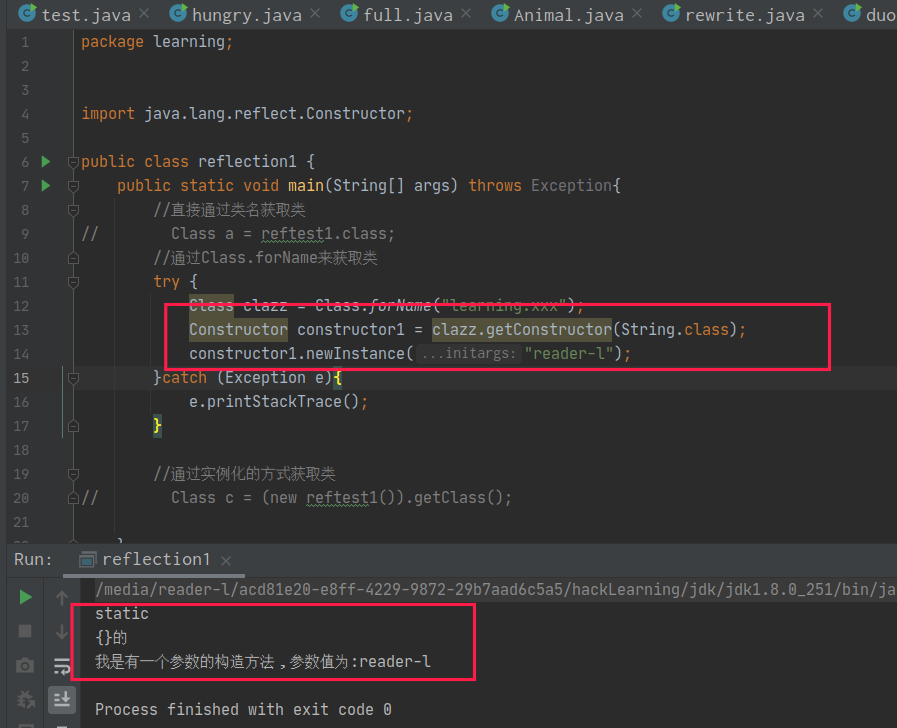 test.java hungry.java full.java Animal.java rewrite.java duo
1 package learning;
2
3
4 import java.lang.reflect.Constructor;
5
6 public class reflection1 {
7 public static void main(String[] args) throws Exception{
8 //直接通过类名获取类
9 // Class a = reftest1.class;
10 //通过Class.forName来获取类
11 try {
12 Class clazz = Class.forName("learning.xxx");
13 Constructor constructor1 = clazz.getConstructor(String.class);
14 constructor1.newInstance( ...initargs: "reader-l");
15 }catch (Exception e){
16 e.printStackTrace();
17 }
18
19 //通过实例化的方式获取类
20 // Class c = (new reftest1()).getClass();
21
Run: reflection1
/media/reader-l/acd81e20-e8ff-4229-9872-29b7aad6c5a5/hackLearning/jdk/jdk1.8.0_251/bin/ja
static
{}的
我是有一个参数的构造方法，参数值为:reader-l
Process finished with exit code 0